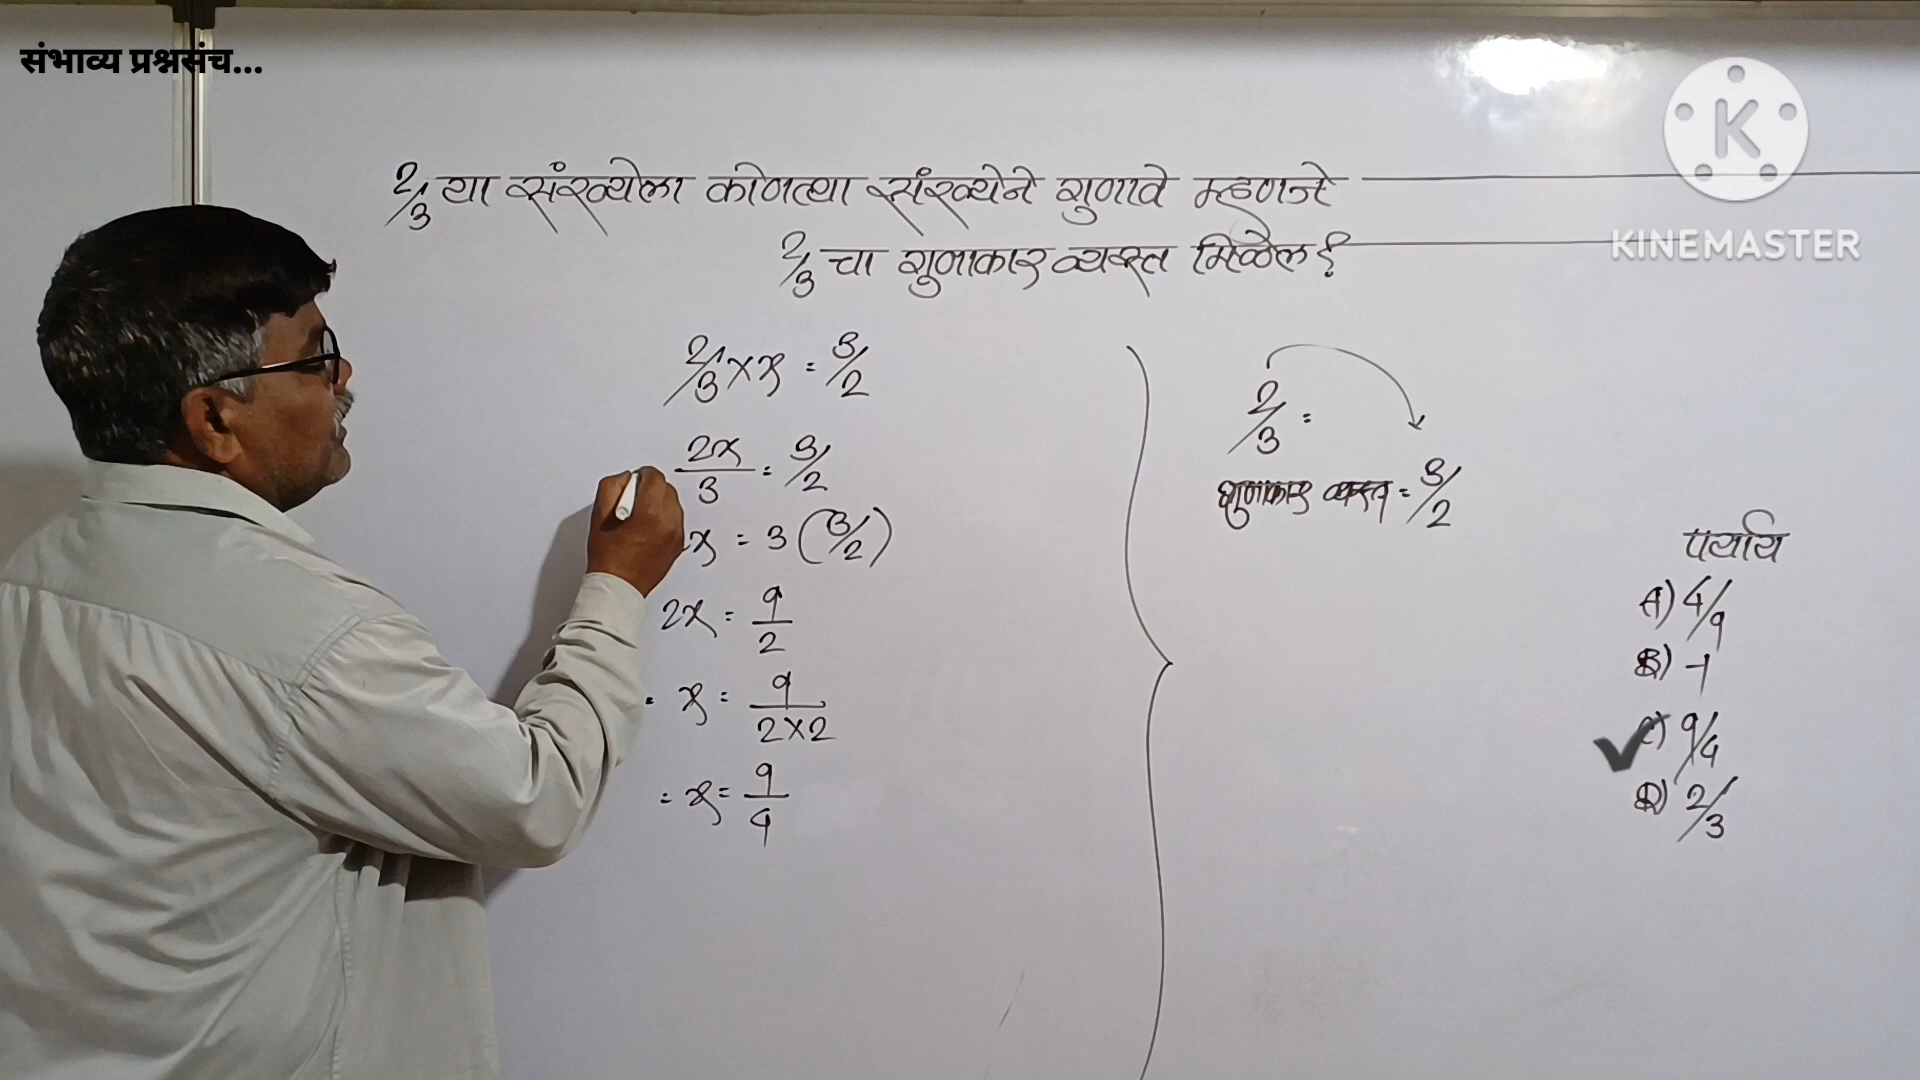 संभाव्य प्रश्नसंच...
2/3 या संख्येला कोणत्या संख्येने गुणावे म्हणजे
2/3 चा गुणाकार व्यस्त मिळेल ?
2/3 × x = 3/2
2x/3 = 3/2
x = 3 (3/2)
2x = 9/2
x = 9/2×2
= x = 9/4
2/3 =
गुणाकार व्यस्त = 3/2
पर्याय
A) 4/9
B) -1
C) 9/4
D) 2/3
K
KINEMASTER